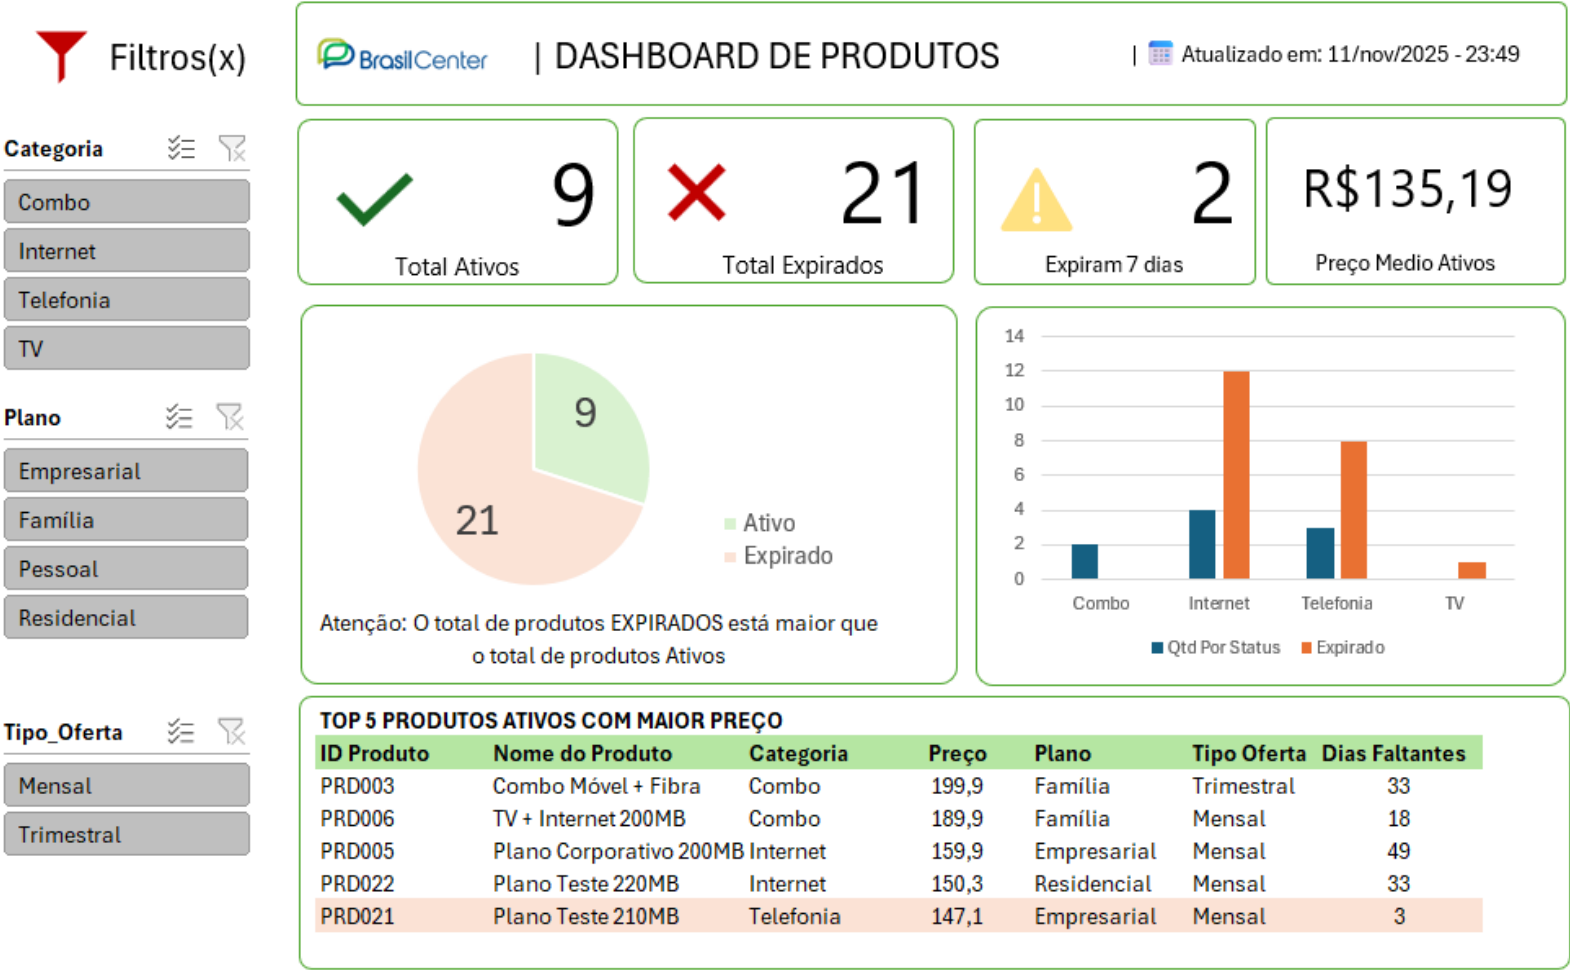 Filtros(x)
BrasilCenter
| DASHBOARD DE PRODUTOS
| Atualizado em: 11/nov/2025 - 23:49
Categoria
Combo
Internet
Telefonia
TV
Plano
Empresarial
Família
Pessoal
Residencial
Tipo_Oferta
Mensal
Trimestral
9
Total Ativos
21
Total Expirados
2
Expiram 7 dias
R$135,19
Preço Medio Ativos
9
21
Ativo
Expirado
Atenção: O total de produtos EXPIRADOS está maior que
o total de produtos Ativos
14
12
10
8
6
4
2
0
Combo Internet Telefonia TV
Qtd Por Status Expirado
TOP 5 PRODUTOS ATIVOS COM MAIOR PREÇO
ID Produto Nome do Produto Categoria Preço Plano Tipo Oferta Dias Faltantes
PRD003 Combo Móvel + Fibra Combo 199,9 Família Trimestral 33
PRD006 TV + Internet 200MB Combo 189,9 Família Mensal 18
PRD005 Plano Corporativo 200MB Internet 159,9 Empresarial Mensal 49
PRD022 Plano Teste 220MB Internet 150,3 Residencial Mensal 33
PRD021 Plano Teste 210MB Telefonia 147,1 Empresarial Mensal 3